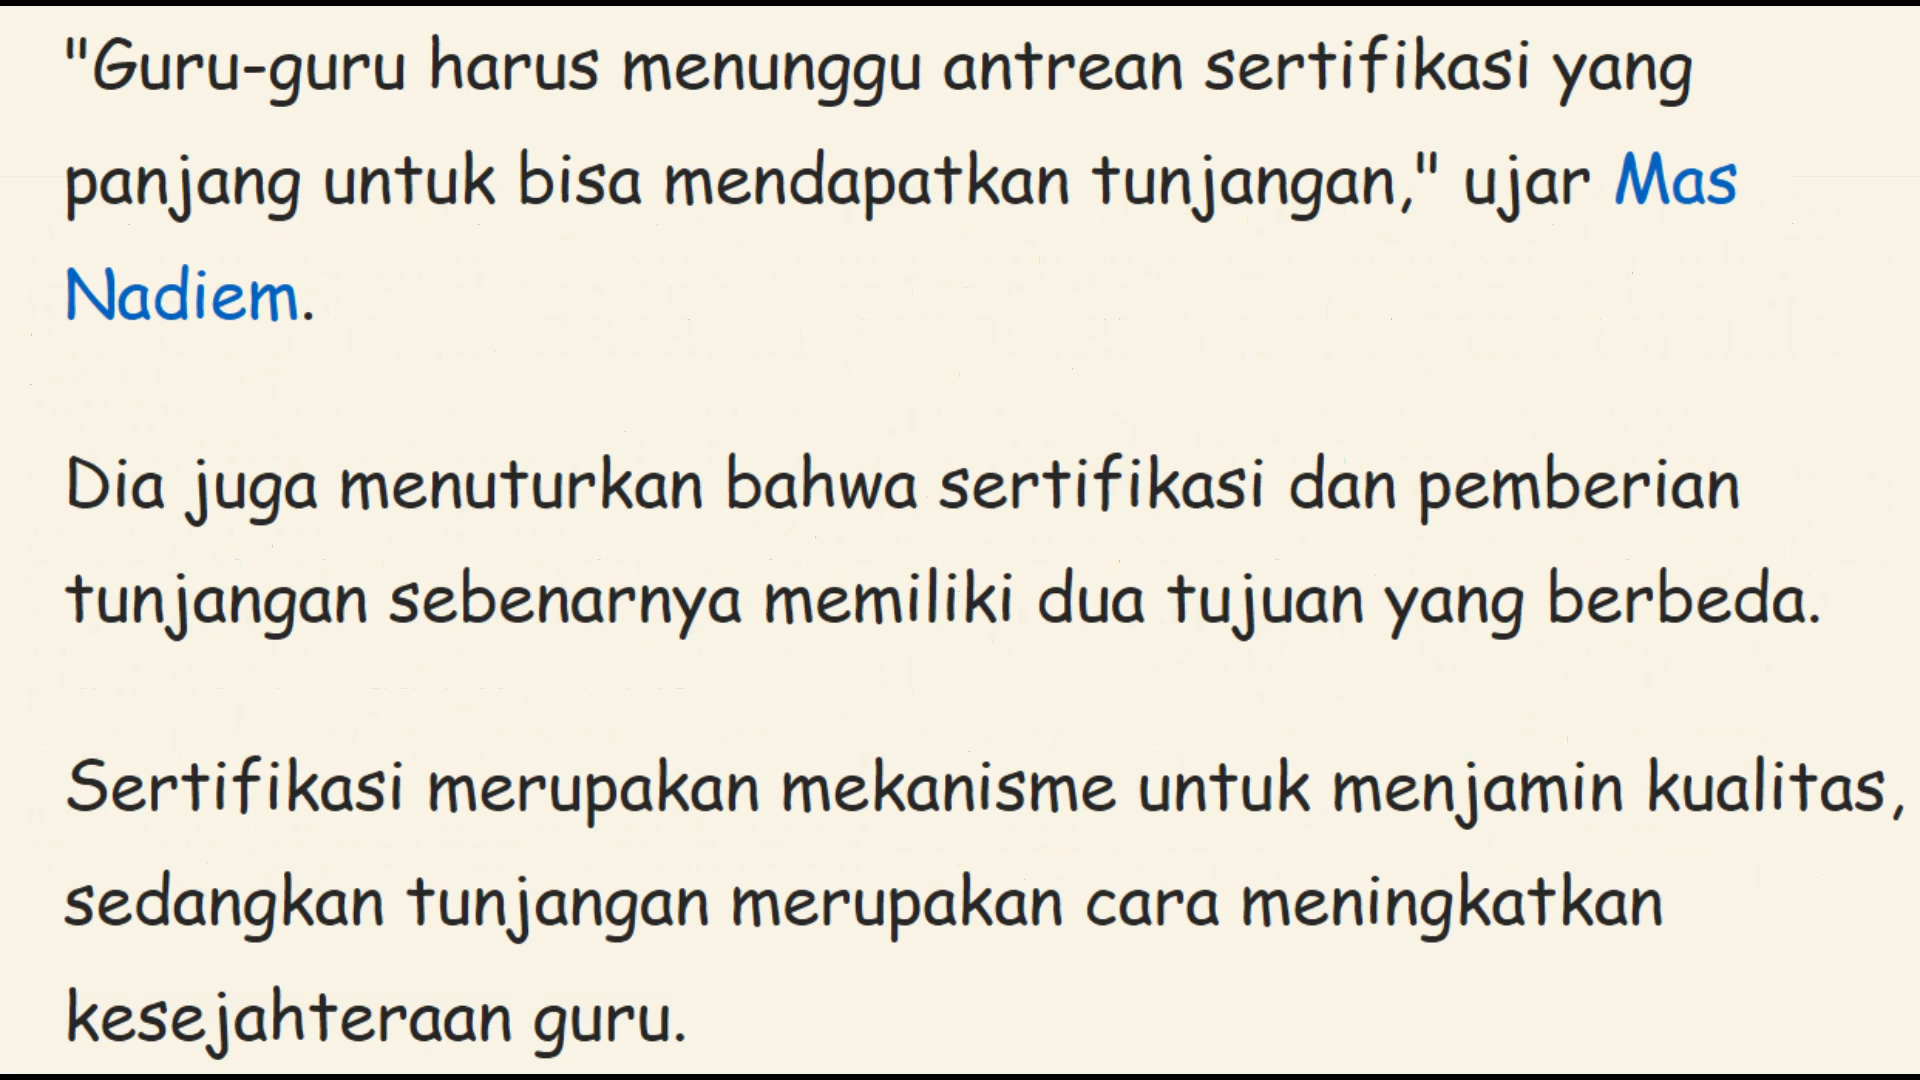 "Guru-guru harus menunggu antrean sertifikasi yang
panjang untuk bisa mendapatkan tunjangan," ujar Mas
Nadiem.
Dia juga menuturkan bahwa sertifikasi dan pemberian
tunjangan sebenarnya memiliki dua tujuan yang berbeda.
Sertifikasi merupakan mekanisme untuk menjamin kualitas,
sedangkan tunjangan merupakan cara meningkatkan
kesejahteraan guru.